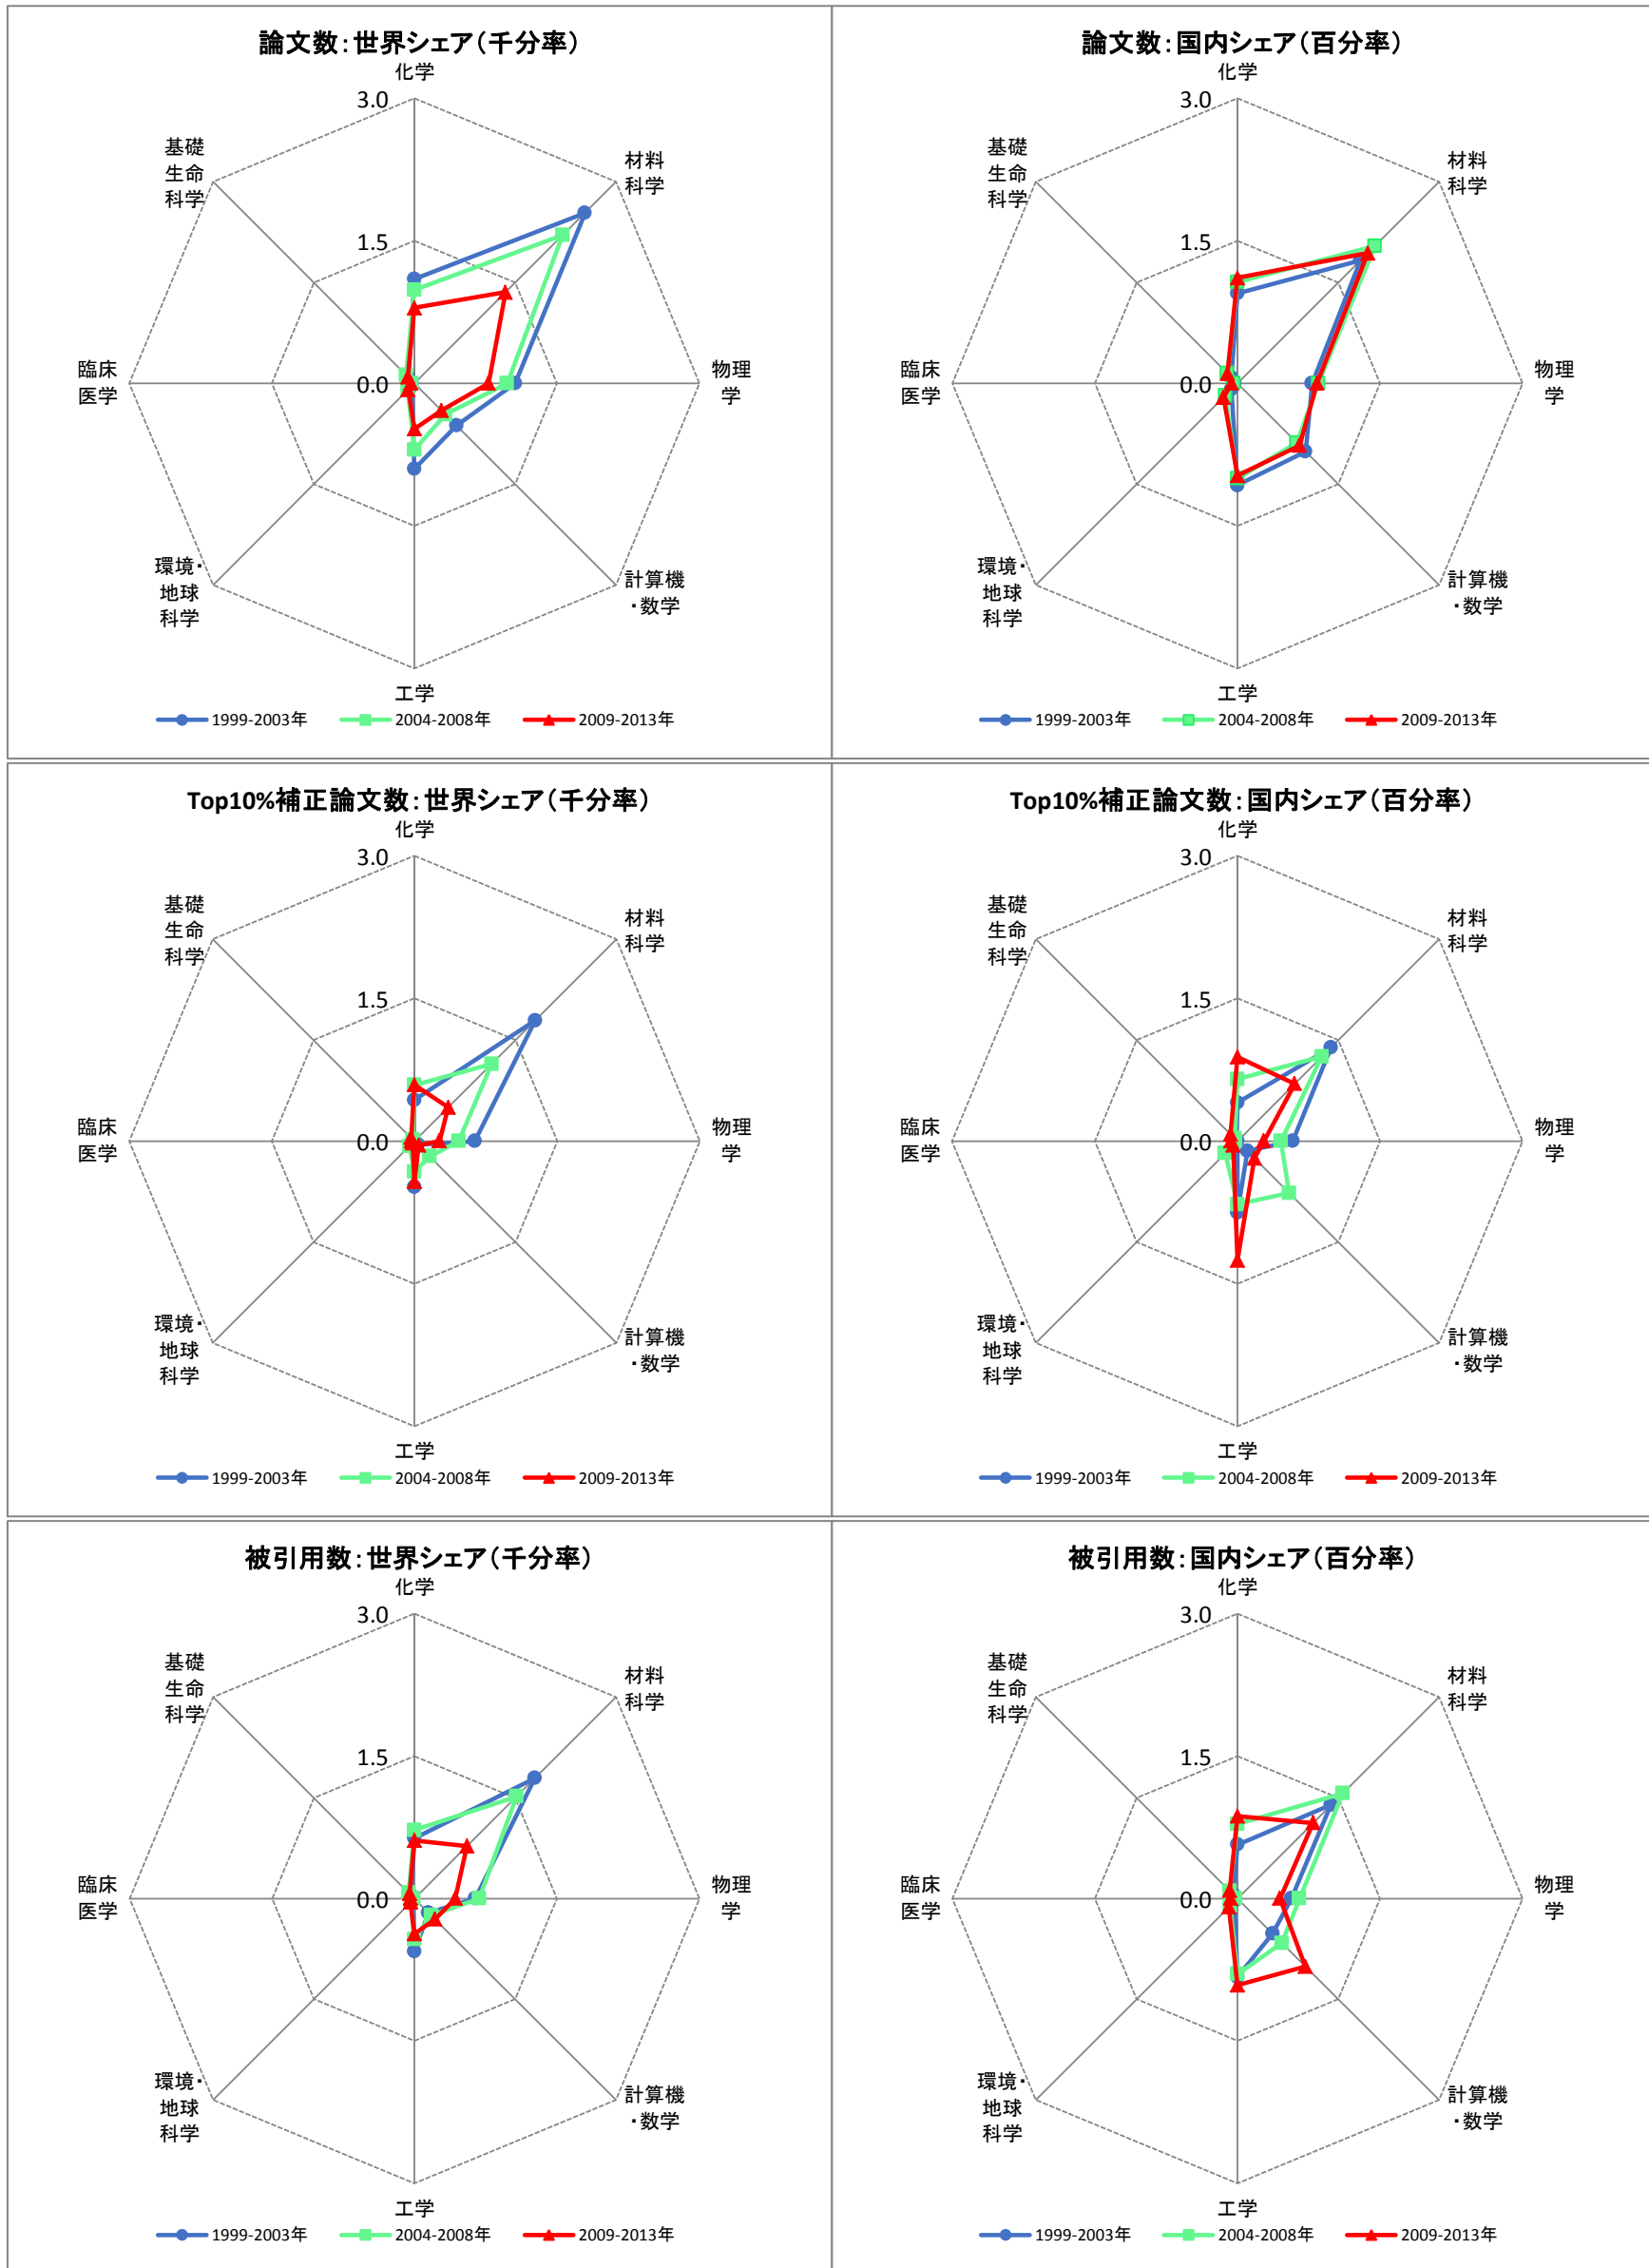 論文数：世界シェア（千分率）
化学
3.0
基礎
生命
科学
材料
科学
1.5
臨床
医学
0.0
物理
学
環境・
地球
科学
計算機
・数学
工学
1999-2003年 2004-2008年 2009-2013年
論文数：国内シェア（百分率）
化学
3.0
基礎
生命
科学
材料
科学
1.5
臨床
医学
0.0
物理
学
環境・
地球
科学
計算機
・数学
工学
1999-2003年 2004-2008年 2009-2013年
Top10%補正論文数：世界シェア（千分率）
化学
3.0
基礎
生命
科学
材料
科学
1.5
臨床
医学
0.0
物理
学
環境・
地球
科学
計算機
・数学
工学
1999-2003年 2004-2008年 2009-2013年
Top10%補正論文数：国内シェア（百分率）
化学
3.0
基礎
生命
科学
材料
科学
1.5
臨床
医学
0.0
物理
学
環境・
地球
科学
計算機
・数学
工学
1999-2003年 2004-2008年 2009-2013年
被引用数：世界シェア（千分率）
化学
3.0
基礎
生命
科学
材料
科学
1.5
臨床
医学
0.0
物理
学
環境・
地球
科学
計算機
・数学
工学
1999-2003年 2004-2008年 2009-2013年
被引用数：国内シェア（百分率）
化学
3.0
基礎
生命
科学
材料
科学
1.5
臨床
医学
0.0
物理
学
環境・
地球
科学
計算機
・数学
工学
1999-2003年 2004-2008年 2009-2013年